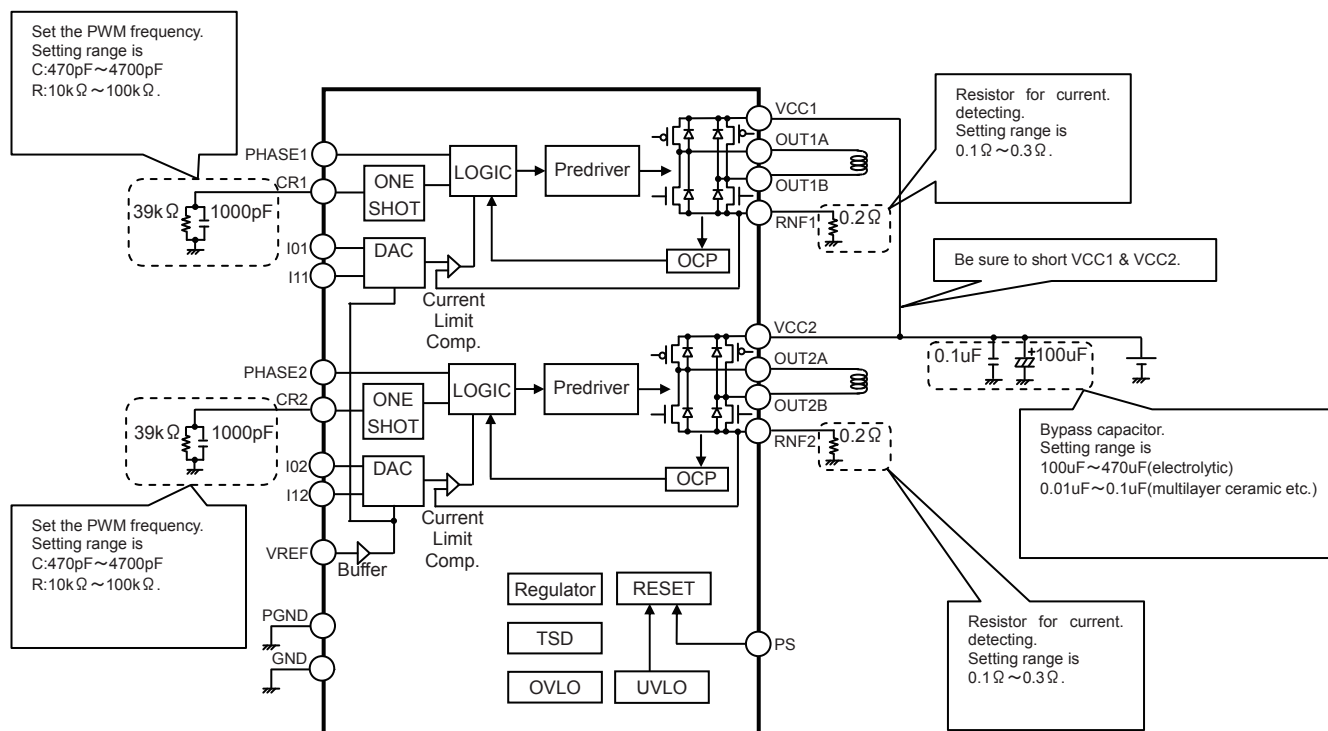 Set the PWM frequency.
Setting range is
C:470pF～4700pF
R:10kΩ～100kΩ.
Resistor for current.
detecting.
Setting range is
0.1Ω～0.3Ω.
VCC1
OUT1A
OUT1B
RNF1
0.2Ω
PHASE1
CR1
39kΩ
1000pF
I01
I11
ONE
SHOT
LOGIC
Predriver
DAC
OCP
Current
Limit
Comp.
Be sure to short VCC1 & VCC2.
VCC2
OUT2A
OUT2B
RNF2
0.2Ω
0.1uF
+
100uF
PHASE2
CR2
39kΩ
1000pF
I02
I12
ONE
SHOT
LOGIC
Predriver
DAC
OCP
Current
Limit
Comp.
VREF
Buffer
Bypass capacitor.
Setting range is
100uF～470uF(electrolytic)
0.01uF～0.1uF(multilayer ceramic etc.)
Set the PWM frequency.
Setting range is
C:470pF～4700pF
R:10kΩ～100kΩ.
PGND
GND
Regulator
RESET
TSD
OVLO
UVLO
PS
Resistor for current.
detecting.
Setting range is
0.1Ω～0.3Ω.